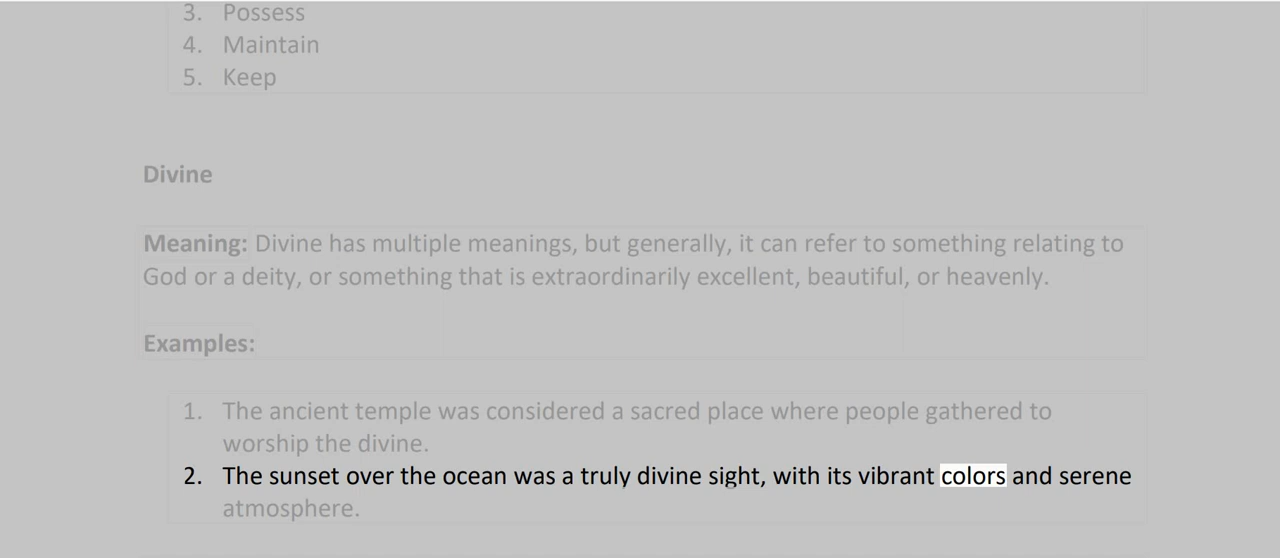 3. Possess
4. Maintain
5. Keep
Divine
Meaning: Divine has multiple meanings, but generally, it can refer to something relating to
God or a deity, or something that is extraordinarily excellent, beautiful, or heavenly.
Examples:
1. The ancient temple was considered a sacred place where people gathered to
worship the divine.
2. The sunset over the ocean was a truly divine sight, with its vibrant colors and serene
atmosphere.